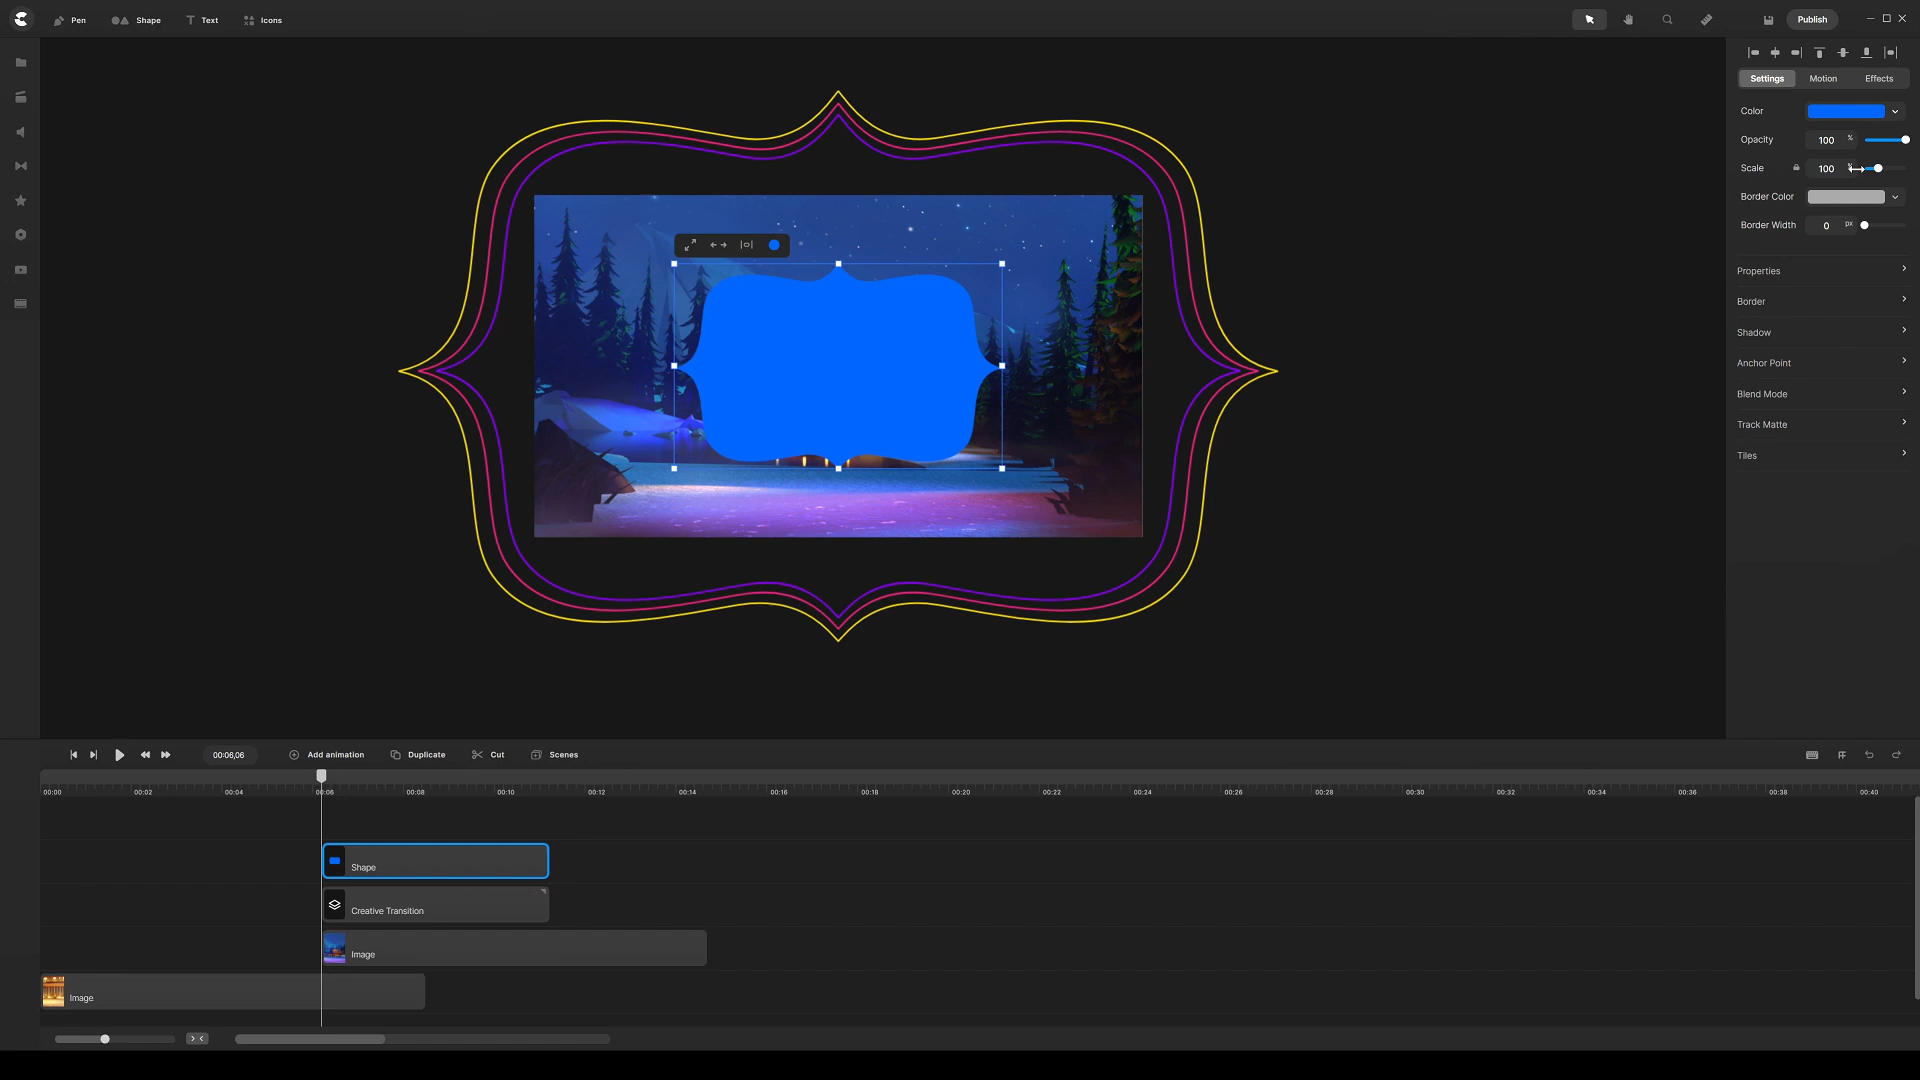 Pen Shape Text Icons Publish
Settings Motion Effects
Color
Opacity 100 %
Scale 100 %
Border Color
Border Width 0 px
Properties
Border
Shadow
Anchor Point
Blend Mode
Track Matte
Tiles
00:06,06 Add animation Duplicate Cut Scenes
00:00 00:02 00:04 00:06 00:08 00:10 00:12 00:14 00:16 00:18 00:20 00:22 00:24 00:26 00:28 00:30 00:32 00:34 00:36 00:38 00:40
Shape
Creative Transition
Image
Image